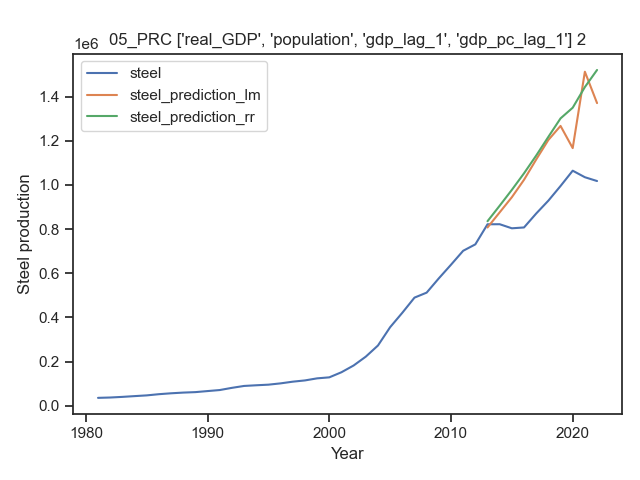 1e6
05_PRC ['real_GDP', 'population', 'gdp_lag_1', 'gdp_pc_lag_1'] 2
steel
steel_prediction_lm
steel_prediction_rr
1.4
1.2
1.0
0.8
0.6
0.4
0.2
0.0
Steel production
1980 1990 2000 2010 2020
Year